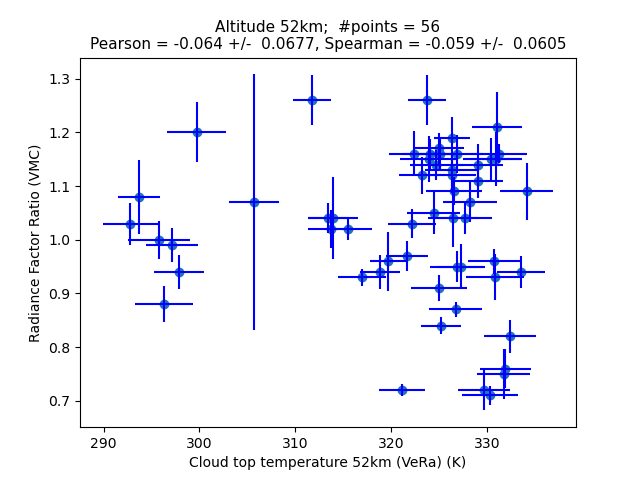 Altitude 52km;  #points = 56
Pearson = -0.064 +/-  0.0677, Spearman = -0.059 +/-  0.0605
Radiance Factor Ratio (VMC)
1.3
1.2
1.1
1.0
0.9
0.8
0.7
290 300 310 320 330
Cloud top temperature 52km (VeRa) (K)